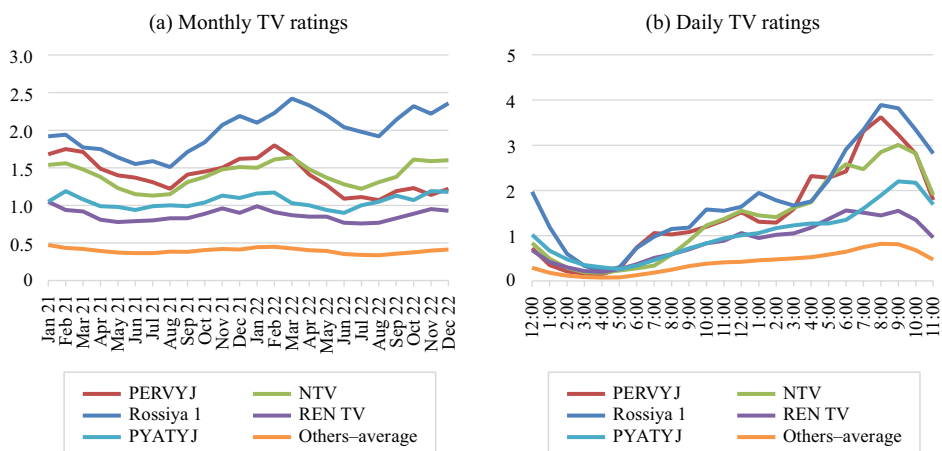 (a) Monthly TV ratings
3.0
2.5
2.0
1.5
1.0
0.5
0
Jan 21
Feb 21
Mar 21
Apr 21
May 21
Jun 21
Jul 21
Aug 21
Sep 21
Oct 21
Nov 21
Dec 21
Jan 22
Feb 22
Mar 22
Apr 22
May 22
Jun 22
Jul 22
Aug 22
Sep 22
Oct 22
Nov 22
Dec 22
PERVYJ
NTV
Rossiya 1
REN TV
PYATYJ
Others–average
(b) Daily TV ratings
5
4
3
2
1
0
12:00
1:00
2:00
3:00
4:00
5:00
6:00
7:00
8:00
9:00
10:00
11:00
12:00
1:00
2:00
3:00
4:00
5:00
6:00
7:00
8:00
9:00
10:00
11:00
PERVYJ
NTV
Rossiya 1
REN TV
PYATYJ
Others–average